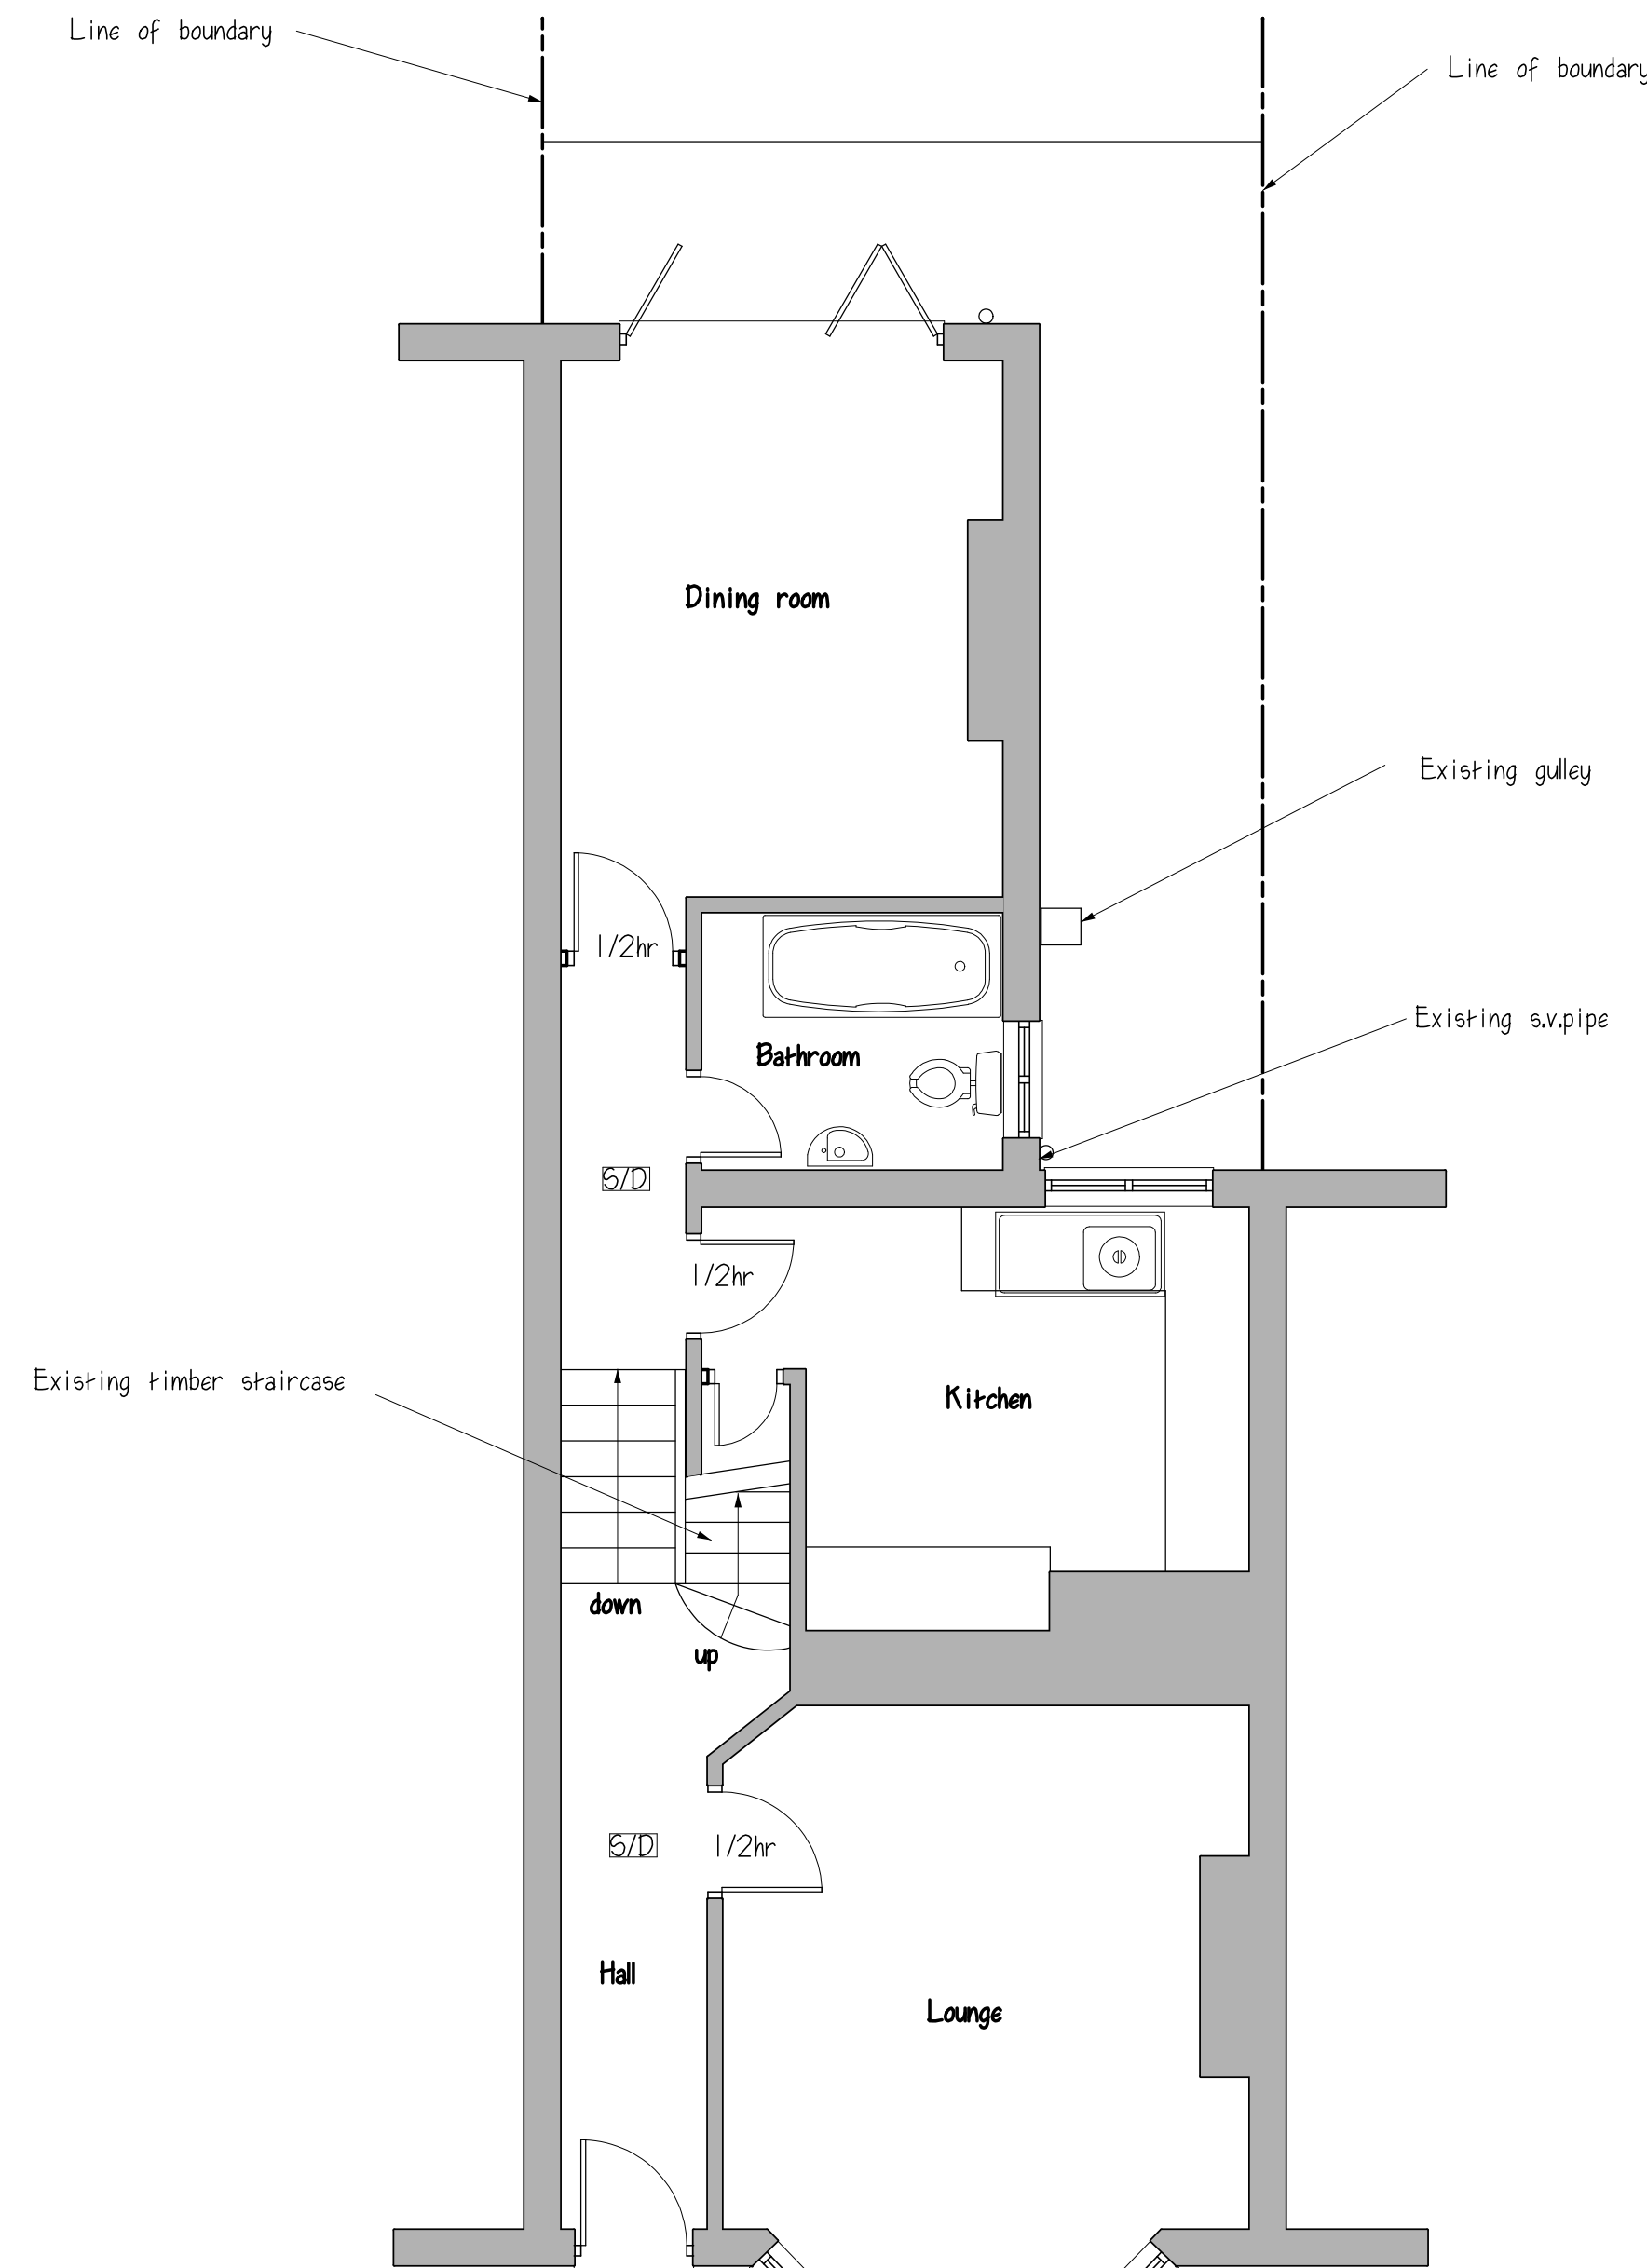 Line of boundary
Line of boundary
Dining room
Existing gulley
1/2hr
Existing s.v.pipe
Bathroom
S/D
1/2hr
Existing timber staircase
Kitchen
down
up
S/D
1/2hr
Hall
Lounge